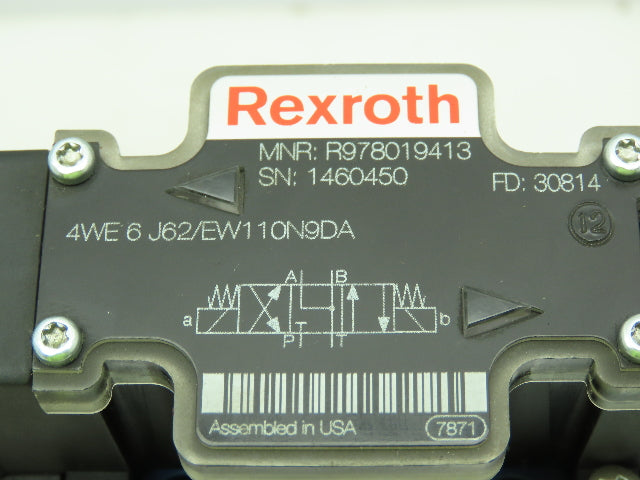 Rexroth
MNR: R978019413
SN: 1460450
FD: 30814
12
4WE 6 J62/EW110N9DA
A B
a b
P T
Assembled in USA
7871